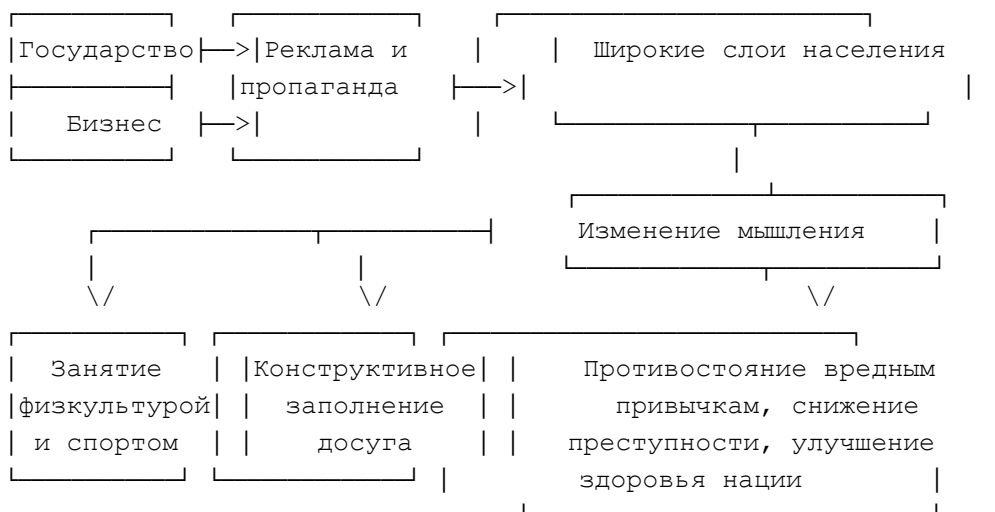 Государство Реклама и Широкие слои населения
пропаганда
Бизнес
Изменение мышления
Занятие Конструктивное Противостояние вредным
физкультурой заполнение привычкам, снижение
и спортом досуга преступности, улучшение
здоровья нации